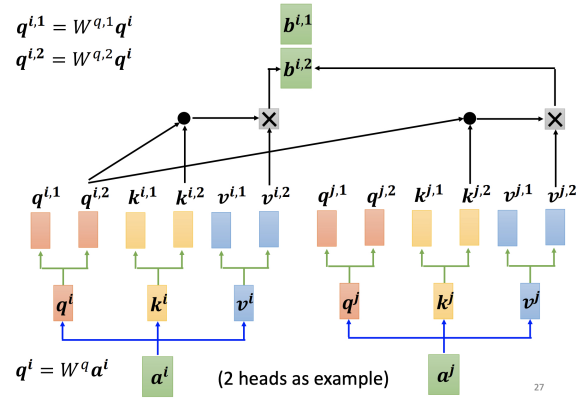 q^{i,1} = W^{q,1}q^i
q^{i,2} = W^{q,2}q^i
b^{i,1}
b^{i,2}
q^{i,1} q^{i,2} k^{i,1} k^{i,2} v^{i,1} v^{i,2} q^{j,1} q^{j,2} k^{j,1} k^{j,2} v^{j,1} v^{j,2}
q^i k^i v^i q^j k^j v^j
q^i = W^q a^i
a^i (2 heads as example) a^j
27